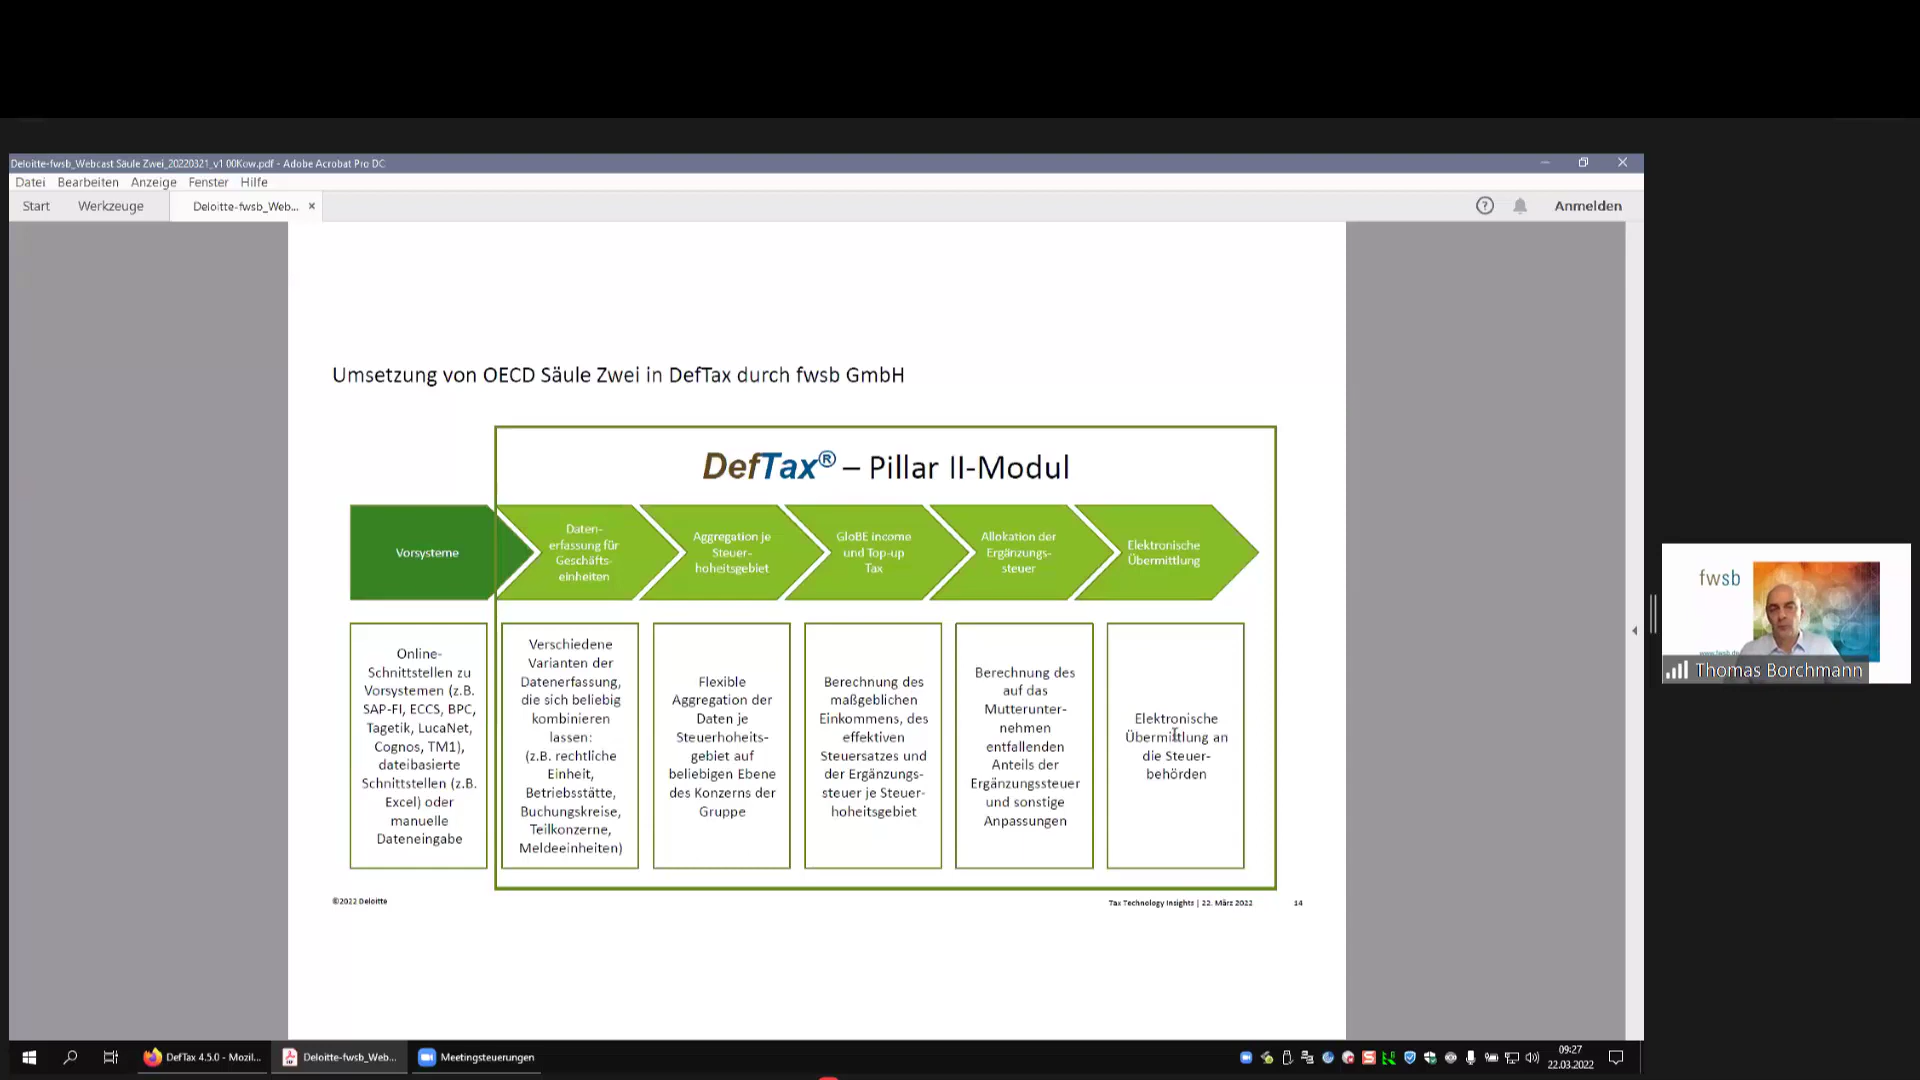 Deloitte-fwsb_Webcast Säule Zwei_20220321_v1 00Kow.pdf - Adobe Acrobat Pro DC
Datei Bearbeiten Anzeige Fenster Hilfe
Start Werkzeuge Deloitte-fwsb_Web... × Anmelden
Umsetzung von OECD Säule Zwei in DefTax durch fwsb GmbH
DefTax® – Pillar II-Modul
Vorsysteme
Daten-
erfassung für
Geschäfts-
einheiten
Aggregation je
Steuer-
hoheitsgebiet
GloBE income
und Top-up
Tax
Allokation der
Ergänzungs-
steuer
Elektronische
Übermittlung
Online-
Schnittstellen zu
Vorsystemen (z.B.
SAP-FI, ECCS, BPC,
Tagetik, LucaNet,
Cognos, TM1),
dateibasierte
Schnittstellen (z.B.
Excel) oder
manuelle
Dateneingabe
Verschiedene
Varianten der
Datenerfassung,
die sich beliebig
kombinieren
lassen:
(z.B. rechtliche
Einheit,
Betriebsstätte,
Buchungskreise,
Teilkonzerne,
Meldeeinheiten)
Flexible
Aggregation der
Daten je
Steuerhoheits-
gebiet auf
beliebigen Ebene
des Konzerns der
Gruppe
Berechnung des
maßgeblichen
Einkommens, des
effektiven
Steuersatzes und
der Ergänzungs-
steuer je Steuer-
hoheitsgebiet
Berechnung des
auf das
Mutterunter-
nehmen
entfallenden
Anteils der
Ergänzungssteuer
und sonstige
Anpassungen
Elektronische
Übermittlung an
die Steuer-
behörden
©2022 Deloitte
Tax Technology Insights | 22. März 2022 14
fwsb
Thomas Borchmann
DefTax 4.5.0 - Mozil...
Deloitte-fwsb_Web...
Meetingsteuerungen
09:27
22.03.2022